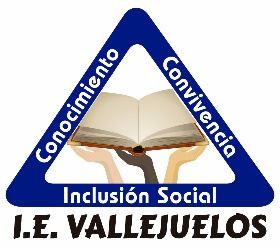 Conocimiento
Convivencia
Inclusión Social
I.E. VALLEJUELOS